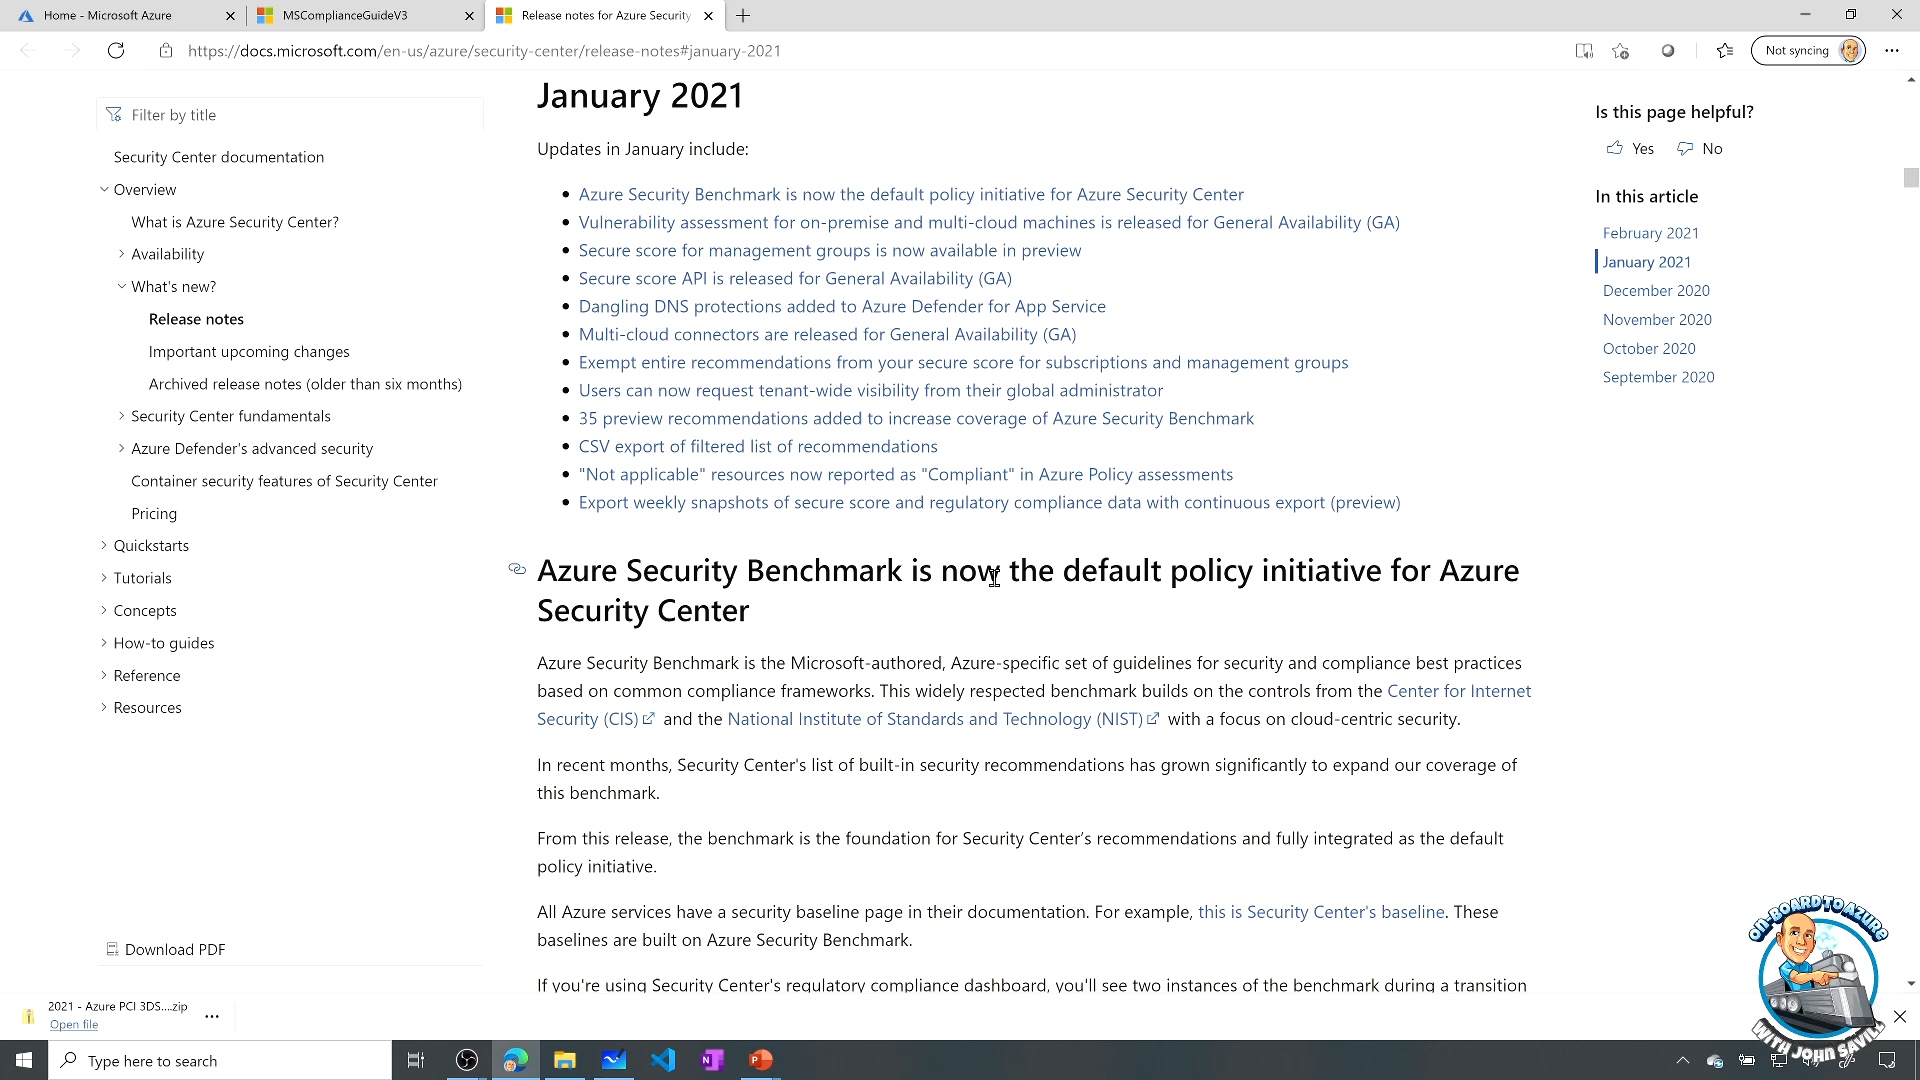 Home - Microsoft Azure
MSComplianceGuideV3
Release notes for Azure Security
https://docs.microsoft.com/en-us/azure/security-center/release-notes#january-2021
Not syncing
Filter by title
Security Center documentation
Overview
What is Azure Security Center?
Availability
What's new?
Release notes
Important upcoming changes
Archived release notes (older than six months)
Security Center fundamentals
Azure Defender's advanced security
Container security features of Security Center
Pricing
Quickstarts
Tutorials
Concepts
How-to guides
Reference
Resources
Download PDF
January 2021
Updates in January include:
Azure Security Benchmark is now the default policy initiative for Azure Security Center
Vulnerability assessment for on-premise and multi-cloud machines is released for General Availability (GA)
Secure score for management groups is now available in preview
Secure score API is released for General Availability (GA)
Dangling DNS protections added to Azure Defender for App Service
Multi-cloud connectors are released for General Availability (GA)
Exempt entire recommendations from your secure score for subscriptions and management groups
Users can now request tenant-wide visibility from their global administrator
35 preview recommendations added to increase coverage of Azure Security Benchmark
CSV export of filtered list of recommendations
"Not applicable" resources now reported as "Compliant" in Azure Policy assessments
Export weekly snapshots of secure score and regulatory compliance data with continuous export (preview)
Azure Security Benchmark is now the default policy initiative for Azure
Security Center
Azure Security Benchmark is the Microsoft-authored, Azure-specific set of guidelines for security and compliance best practices
based on common compliance frameworks. This widely respected benchmark builds on the controls from the Center for Internet
Security (CIS) and the National Institute of Standards and Technology (NIST) with a focus on cloud-centric security.
In recent months, Security Center's list of built-in security recommendations has grown significantly to expand our coverage of
this benchmark.
From this release, the benchmark is the foundation for Security Center’s recommendations and fully integrated as the default
policy initiative.
All Azure services have a security baseline page in their documentation. For example, this is Security Center's baseline. These
baselines are built on Azure Security Benchmark.
If you're using Security Center's regulatory compliance dashboard, you'll see two instances of the benchmark during a transition
Is this page helpful?
Yes
No
In this article
February 2021
January 2021
December 2020
November 2020
October 2020
September 2020
2021 - Azure PCI 3DS....zip
Open file
Type here to search
ON-BOARD TO AZURE
WITH JOHN SAVILL